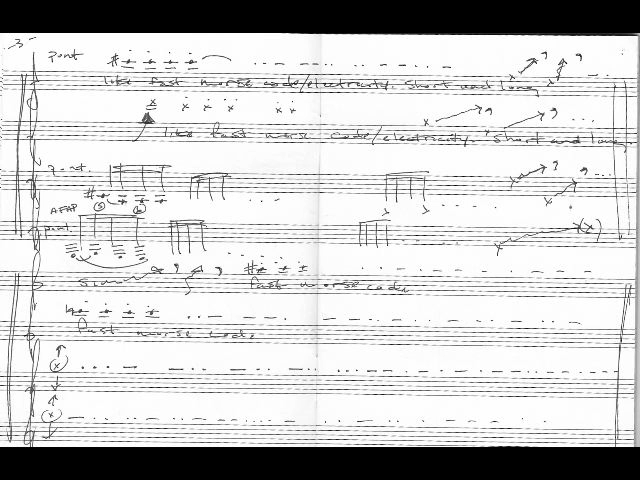 3
pont
like fast morse code/electricity. Short and long
like fast morse code/electricity. Short and long
pont.
AFAP
pont.
slow
fast morse code
fast morse code